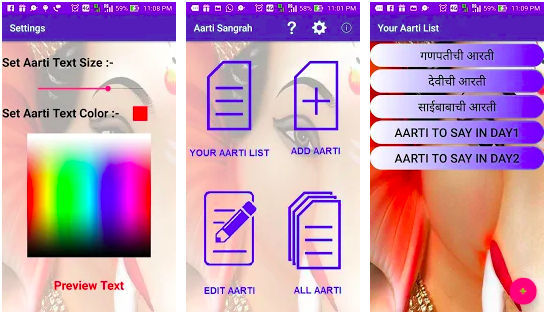 59% 11:08 PM
Settings
Set Aarti Text Size :-
Set Aarti Text Color :-
Preview Text
58% 11:01 PM
Aarti Sangrah ?
YOUR AARTI LIST
ADD AARTI
EDIT AARTI
ALL AARTI
59% 11:09 PM
Your Aarti List
गणपतीची आरती
देवीची आरती
साईबाबाची आरती
AARTI TO SAY IN DAY1
AARTI TO SAY IN DAY2
+